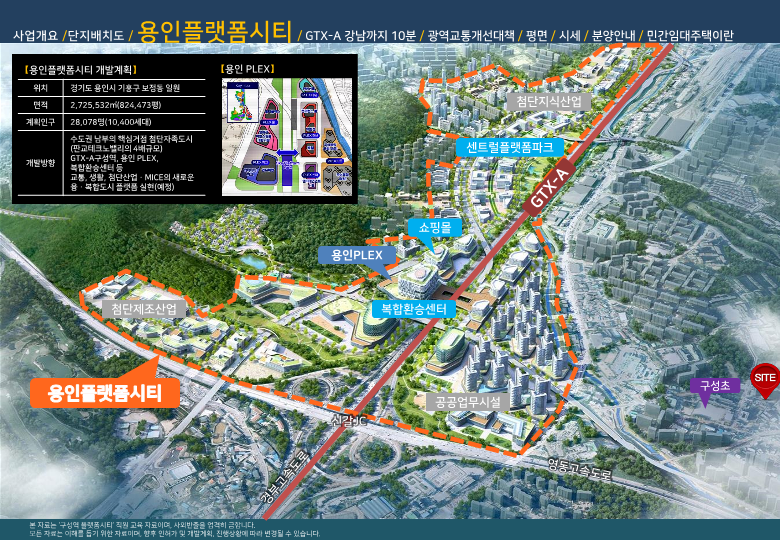 사업개요 /단지배치도 / 용인플랫폼시티 / GTX-A 강남까지 10분 / 광역교통개선대책 / 평면 / 시세 / 분양안내 / 민간임대주택이란
【용인플랫폼시티 개발계획】
위치 경기도 용인시 기흥구 보정동 일원
면적 2,725,532㎡(824,473평)
계획인구 28,078명(10,400세대)
개발방향 수도권 남부의 핵심거점 첨단자족도시
(판교테크노밸리의 4배규모)
GTX-A구성역, 용인 PLEX,
복합환승센터 등
교통, 생활, 첨단산업 · MICE의 새로운
융 · 복합도시 플랫폼 실현(예정)
【용인 PLEX】
첨단지식산업
센트럴플랫폼파크
GTX-A
쇼핑몰
용인PLEX
첨단제조산업
복합환승센터
용인플랫폼시티
구성초
SITE
공공업무시설
신갈JC
경부고속도로
영동고속도로
본 자료는 '구성역 플랫폼시티' 직원 교육 자료이며, 사외반출을 엄격히 금합니다.
모든 자료는 이해를 돕기 위한 자료이며, 향후 인허가 및 개발계획, 진행상황에 따라 변경될 수 있습니다.